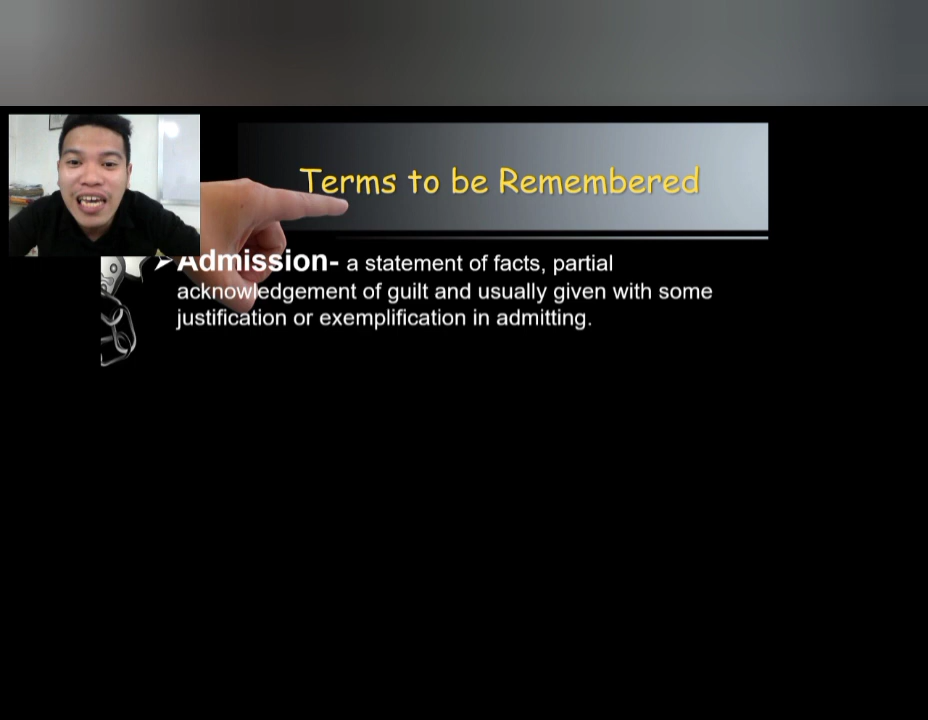 Terms to be Remembered
Admission- a statement of facts, partial
acknowledgement of guilt and usually given with some
justification or exemplification in admitting.